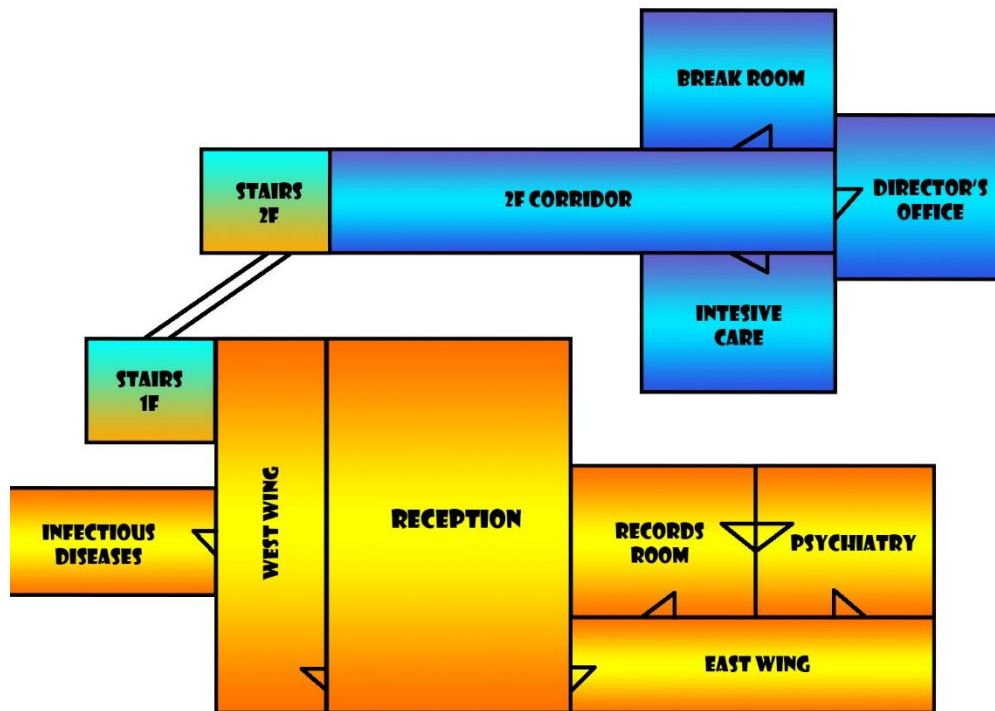 BREAK ROOM
STAIRS
2F
2F CORRIDOR
DIRECTOR'S
OFFICE
INTESIVE
CARE
STAIRS
1F
WEST WING
RECEPTION
INFECTIOUS
DISEASES
RECORDS
ROOM
PSYCHIATRY
EAST WING